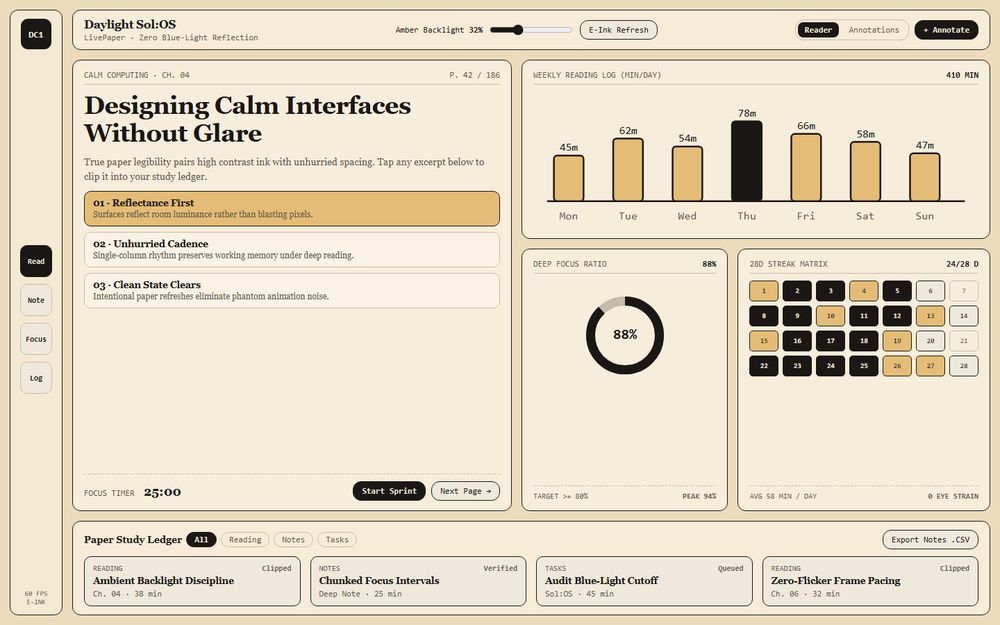 DC1
Read
Note
Focus
Log
60 FPS
E-INK
Daylight Sol:OS
LivePaper · Zero Blue-Light Reflection
Amber Backlight 32%
E-Ink Refresh
Reader
Annotations
+ Annotate
CALM COMPUTING · CH. 04
P. 42 / 186
Designing Calm Interfaces
Without Glare
True paper legibility pairs high contrast ink with unhurried spacing. Tap any excerpt below to
clip it into your study ledger.
01 · Reflectance First
Surfaces reflect room luminance rather than blasting pixels.
02 · Unhurried Cadence
Single-column rhythm preserves working memory under deep reading.
03 · Clean State Clears
Intentional paper refreshes eliminate phantom animation noise.
FOCUS TIMER 25:00
Start Sprint
Next Page →
WEEKLY READING LOG (MIN/DAY)
410 MIN
45m 62m 54m 78m 66m 58m 47m
Mon Tue Wed Thu Fri Sat Sun
DEEP FOCUS RATIO
88%
88%
TARGET >= 80%
PEAK 94%
28D STREAK MATRIX
24/28 D
1 2 3 4 5 6 7
8 9 10 11 12 13 14
15 16 17 18 19 20 21
22 23 24 25 26 27 28
AVG 58 MIN / DAY
0 EYE STRAIN
Paper Study Ledger
All
Reading
Notes
Tasks
Export Notes .CSV
READING
Clipped
Ambient Backlight Discipline
Ch. 04 · 38 min
NOTES
Verified
Chunked Focus Intervals
Deep Note · 25 min
TASKS
Queued
Audit Blue-Light Cutoff
Sol:OS · 45 min
READING
Clipped
Zero-Flicker Frame Pacing
Ch. 06 · 32 min